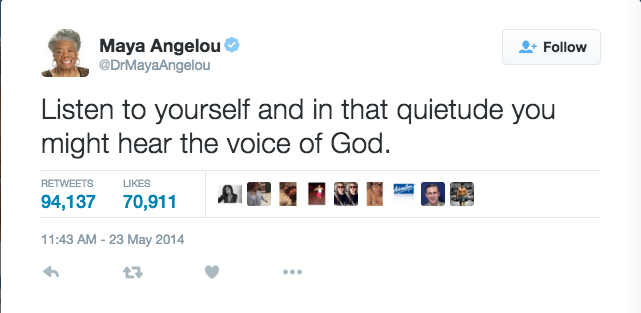 Maya Angelou
@DrMayaAngelou
Follow
Listen to yourself and in that quietude you
might hear the voice of God.
RETWEETS LIKES
94,137 70,911
11:43 AM - 23 May 2014